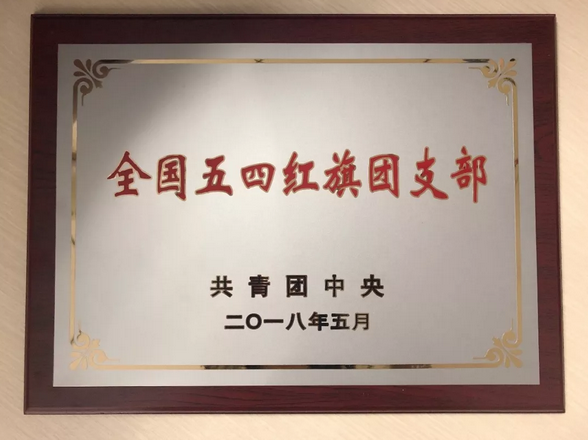 全国五四红旗团支部
共青团中央
二〇一八年五月